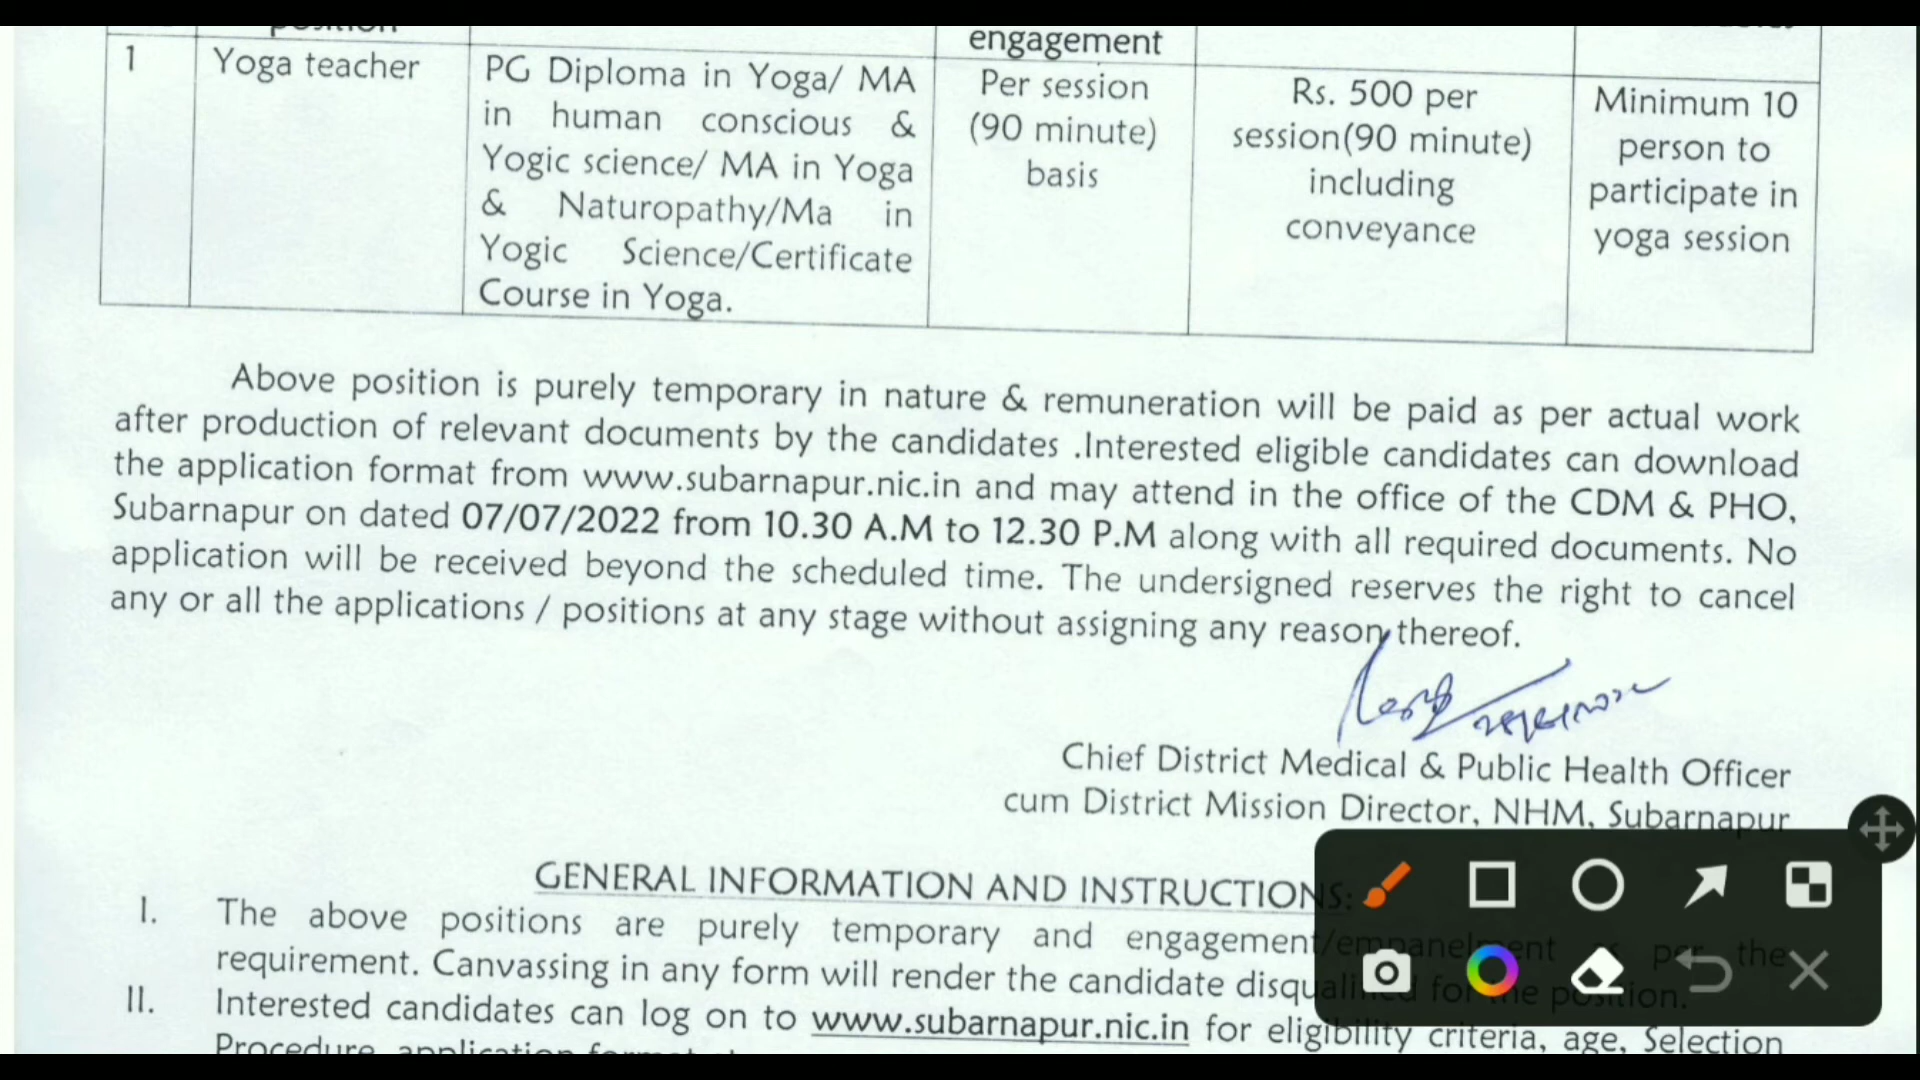 engagement
1
Yoga teacher
PG Diploma in Yoga/ MA
in human conscious &
Yogic science/ MA in Yoga
& Naturopathy/Ma in
Yogic Science/Certificate
Course in Yoga.
Per session
(90 minute)
basis
Rs. 500 per
session(90 minute)
including
conveyance
Minimum 10
person to
participate in
yoga session
Above position is purely temporary in nature & remuneration will be paid as per actual work
after production of relevant documents by the candidates .Interested eligible candidates can download
the application format from www.subarnapur.nic.in and may attend in the office of the CDM & PHO,
Subarnapur on dated 07/07/2022 from 10.30 A.M to 12.30 P.M along with all required documents. No
application will be received beyond the scheduled time. The undersigned reserves the right to cancel
any or all the applications / positions at any stage without assigning any reason thereof.
Chief District Medical & Public Health Officer
cum District Mission Director, NHM, Subarnapur
GENERAL INFORMATION AND INSTRUCTIONS:
I. The above positions are purely temporary and engagement/empanelment as per the
requirement. Canvassing in any form will render the candidate disqualified for the position.
II. Interested candidates can log on to www.subarnapur.nic.in for eligibility criteria, age, Selection